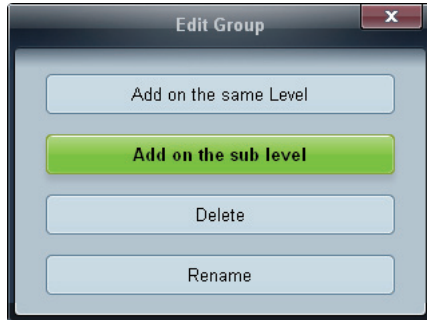 Edit Group
x
Add on the same Level
Add on the sub level
Delete
Rename